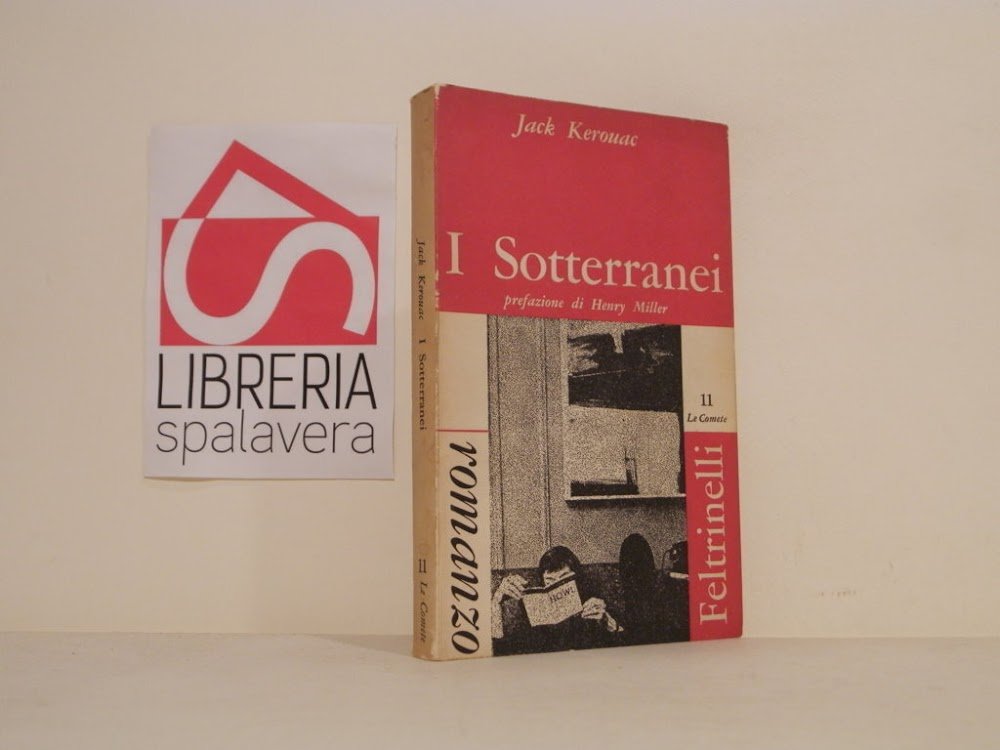 LIBRERIA
spalavera
Jack Kerouac I Sotterranei
11 Le Comete
Jack Kerouac
I Sotterranei
prefazione di Henry Miller
11
Le Comete
romanzo
HOWL
Feltrinelli